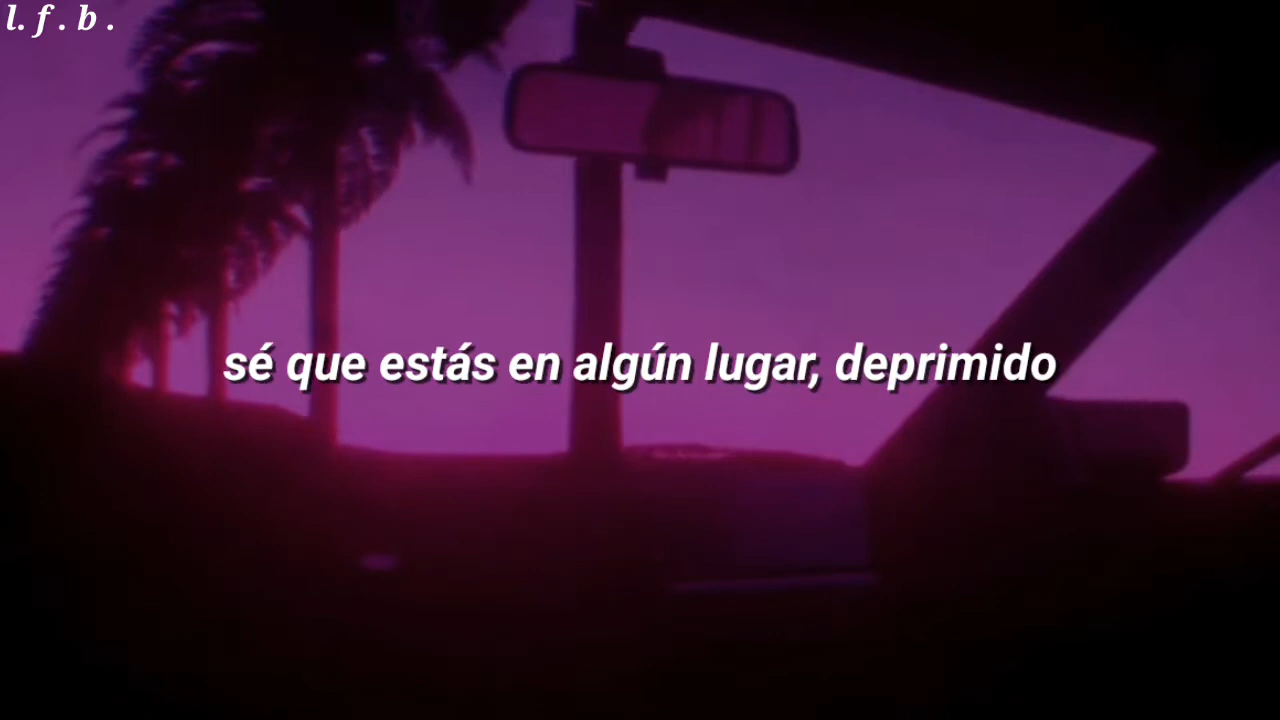 l. f. b.
sé que estás en algún lugar, deprimido